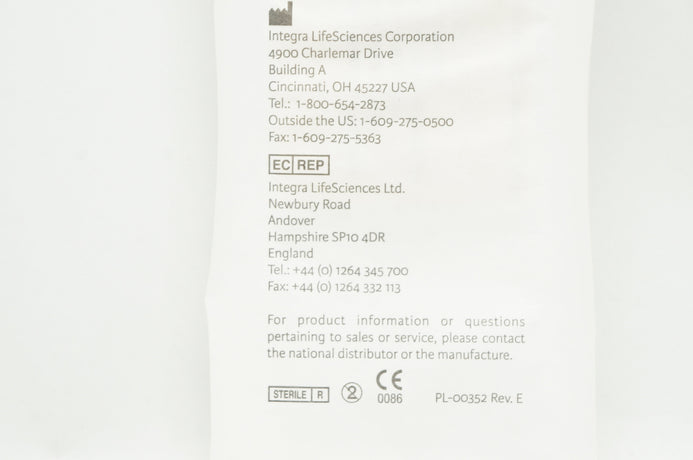 Integra LifeSciences Corporation
4900 Charlemar Drive
Building A
Cincinnati, OH 45227 USA
Tel.: 1-800-654-2873
Outside the US: 1-609-275-0500
Fax: 1-609-275-5363
EC REP
Integra LifeSciences Ltd.
Newbury Road
Andover
Hampshire SP10 4DR
England
Tel.: +44 (0) 1264 345 700
Fax: +44 (0) 1264 332 113
For product information or questions
pertaining to sales or service, please contact
the national distributor or the manufacture.
STERILE R 2 CE 0086 PL-00352 Rev. E